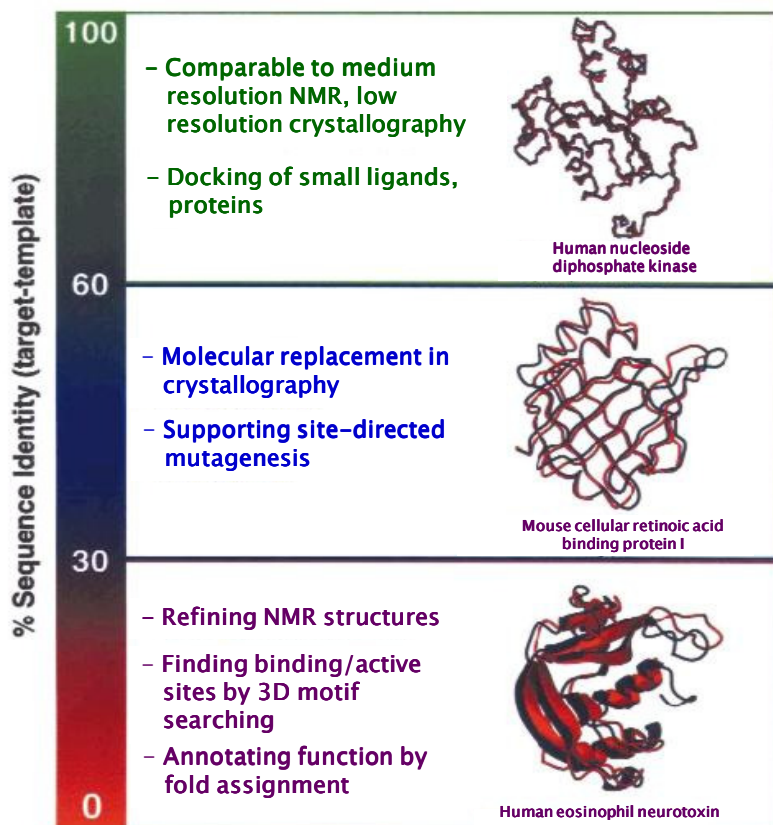 % Sequence Identity (target-template)
100
– Comparable to medium
resolution NMR, low
resolution crystallography
– Docking of small ligands,
proteins
Human nucleoside
diphosphate kinase
60
– Molecular replacement in
crystallography
– Supporting site–directed
mutagenesis
Mouse cellular retinoic acid
binding protein I
30
– Refining NMR structures
– Finding binding/active
sites by 3D motif
searching
– Annotating function by
fold assignment
Human eosinophil neurotoxin
0